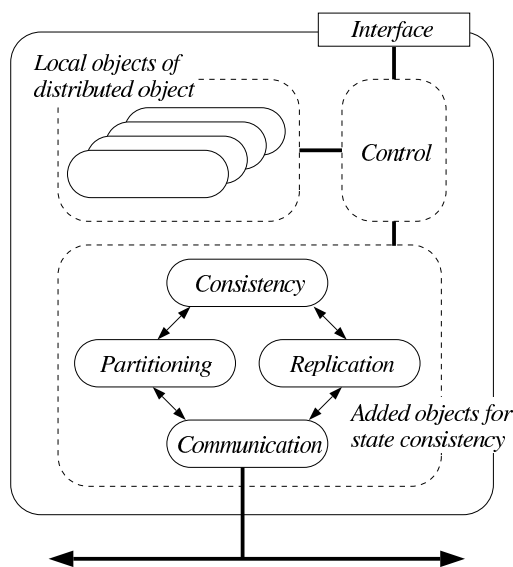 Interface
Local objects of
distributed object
Control
Consistency
Partitioning
Replication
Added objects for
state consistency
Communication